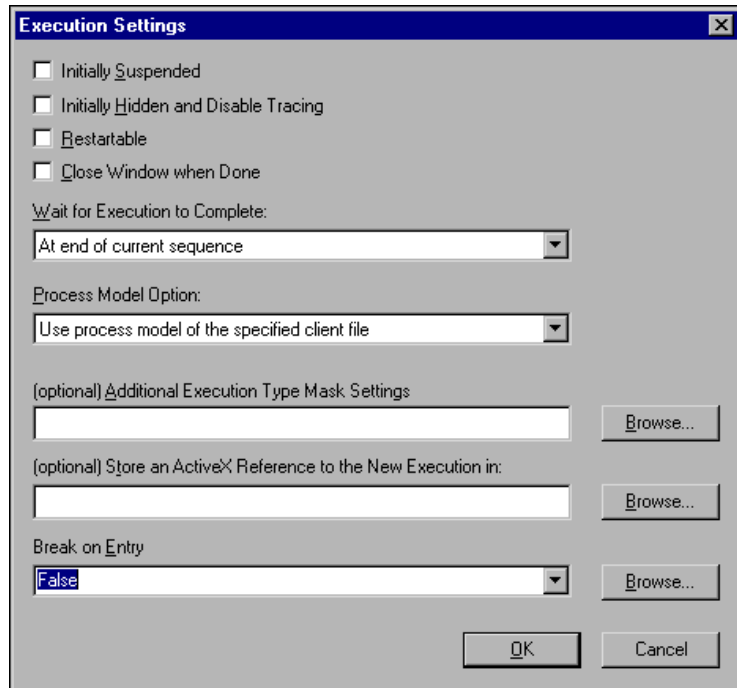 Execution Settings
Initially Suspended
Initially Hidden and Disable Tracing
Restartable
Close Window when Done
Wait for Execution to Complete:
At end of current sequence
Process Model Option:
Use process model of the specified client file
(optional) Additional Execution Type Mask Settings
Browse...
(optional) Store an ActiveX Reference to the New Execution in:
Browse...
Break on Entry
False
Browse...
OK
Cancel